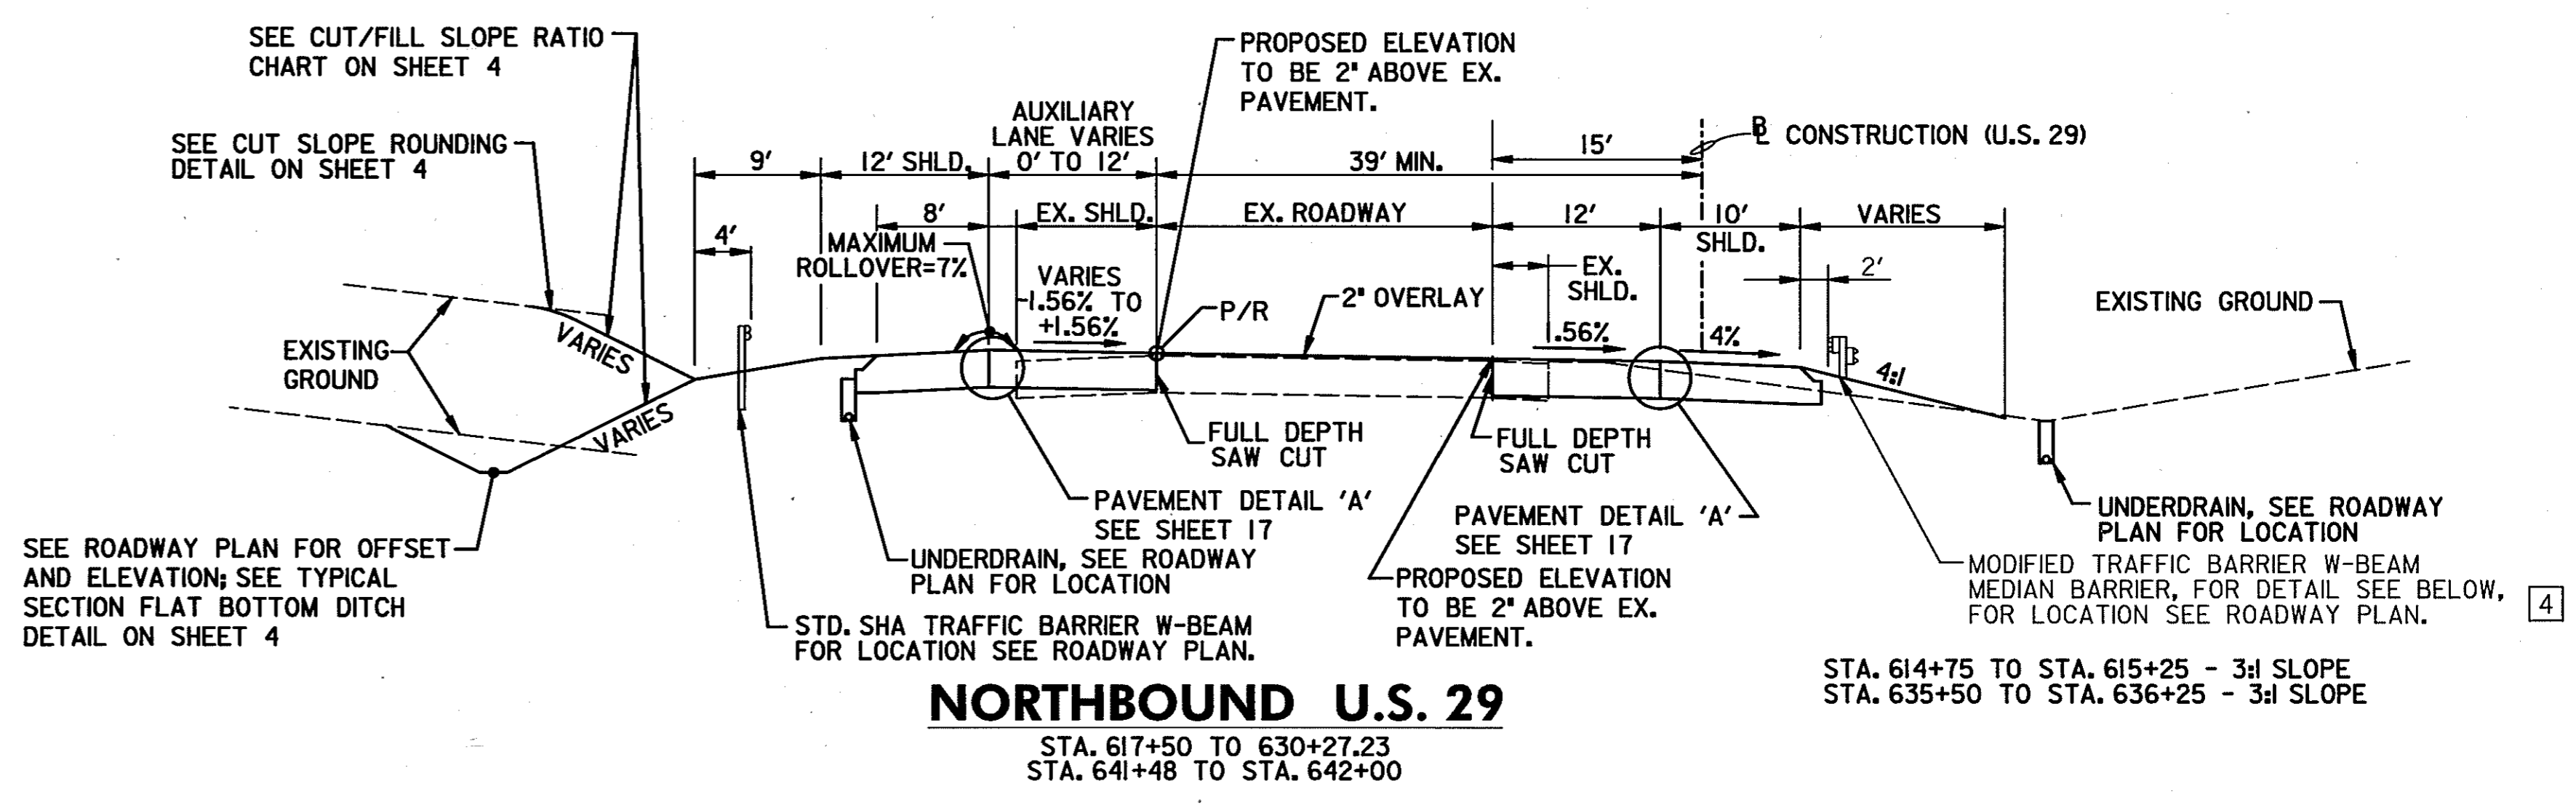 SEE CUT/FILL SLOPE RATIO
CHART ON SHEET 4
SEE CUT SLOPE ROUNDING
DETAIL ON SHEET 4
PROPOSED ELEVATION
TO BE 2" ABOVE EX.
PAVEMENT.
AUXILIARY
LANE VARIES
0' TO 12'
9'
12' SHLD.
39' MIN.
15'
BL CONSTRUCTION (U.S. 29)
4'
8'
EX. SHLD.
EX. ROADWAY
12'
10'
SHLD.
VARIES
MAXIMUM
ROLLOVER=7%
VARIES
-1.56% TO
+1.56%
P/R
2" OVERLAY
EX.
SHLD.
2'
1.56%
4%
4:1
EXISTING GROUND
EXISTING
GROUND
VARIES
VARIES
FULL DEPTH
SAW CUT
FULL DEPTH
SAW CUT
PAVEMENT DETAIL 'A'
SEE SHEET 17
PAVEMENT DETAIL 'A'
SEE SHEET 17
UNDERDRAIN, SEE ROADWAY
PLAN FOR LOCATION
UNDERDRAIN, SEE ROADWAY
PLAN FOR LOCATION
SEE ROADWAY PLAN FOR OFFSET
AND ELEVATION; SEE TYPICAL
SECTION FLAT BOTTOM DITCH
DETAIL ON SHEET 4
STD. SHA TRAFFIC BARRIER W-BEAM
FOR LOCATION SEE ROADWAY PLAN.
PROPOSED ELEVATION
TO BE 2" ABOVE EX.
PAVEMENT.
MODIFIED TRAFFIC BARRIER W-BEAM
MEDIAN BARRIER, FOR DETAIL SEE BELOW,
FOR LOCATION SEE ROADWAY PLAN.
4
STA. 614+75 TO STA. 615+25 - 3:1 SLOPE
STA. 635+50 TO STA. 636+25 - 3:1 SLOPE
NORTHBOUND U.S. 29
STA. 617+50 TO 630+27.23
STA. 641+48 TO STA. 642+00